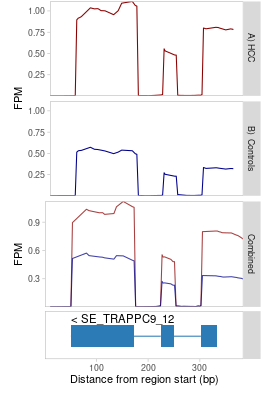 1.00
0.75
0.50
0.25
FPM
A) HCC
1.00
0.75
0.50
0.25
B) Controls
0.9
0.6
0.3
FPM
Combined
< SE_TRAPPC9_12
100
200
300
Distance from region start (bp)